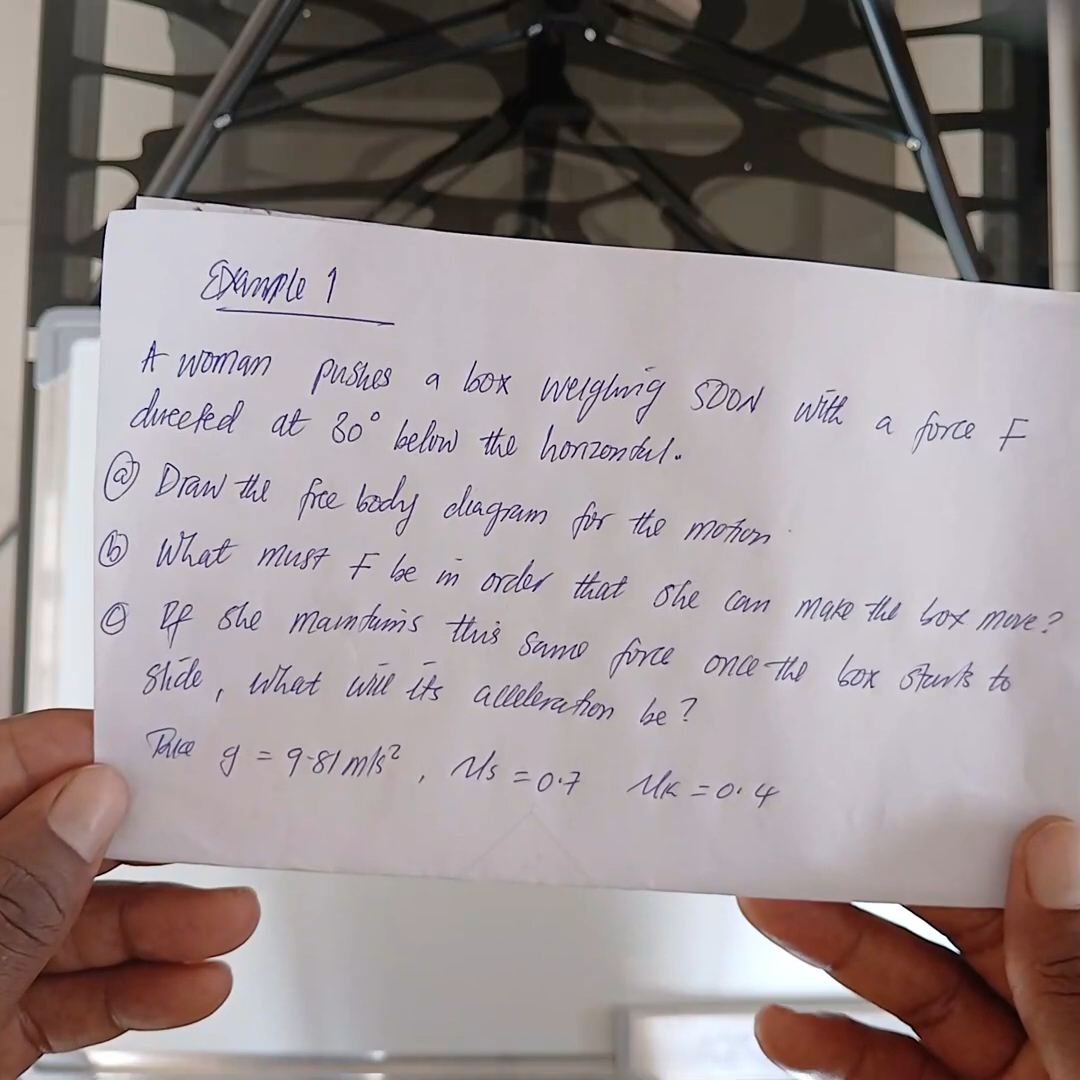 Example 1
A woman pushes a box weighing 500N with a force F
directed at 30° below the horizontal.
(a) Draw the free body diagram for the motion.
(b) What must F be in order that she can make the box move?
(c) If she maintains this same force once the box starts to
slide, what will its acceleration be?
Take g = 9.81 m/s², μs = 0.7 μk = 0.4